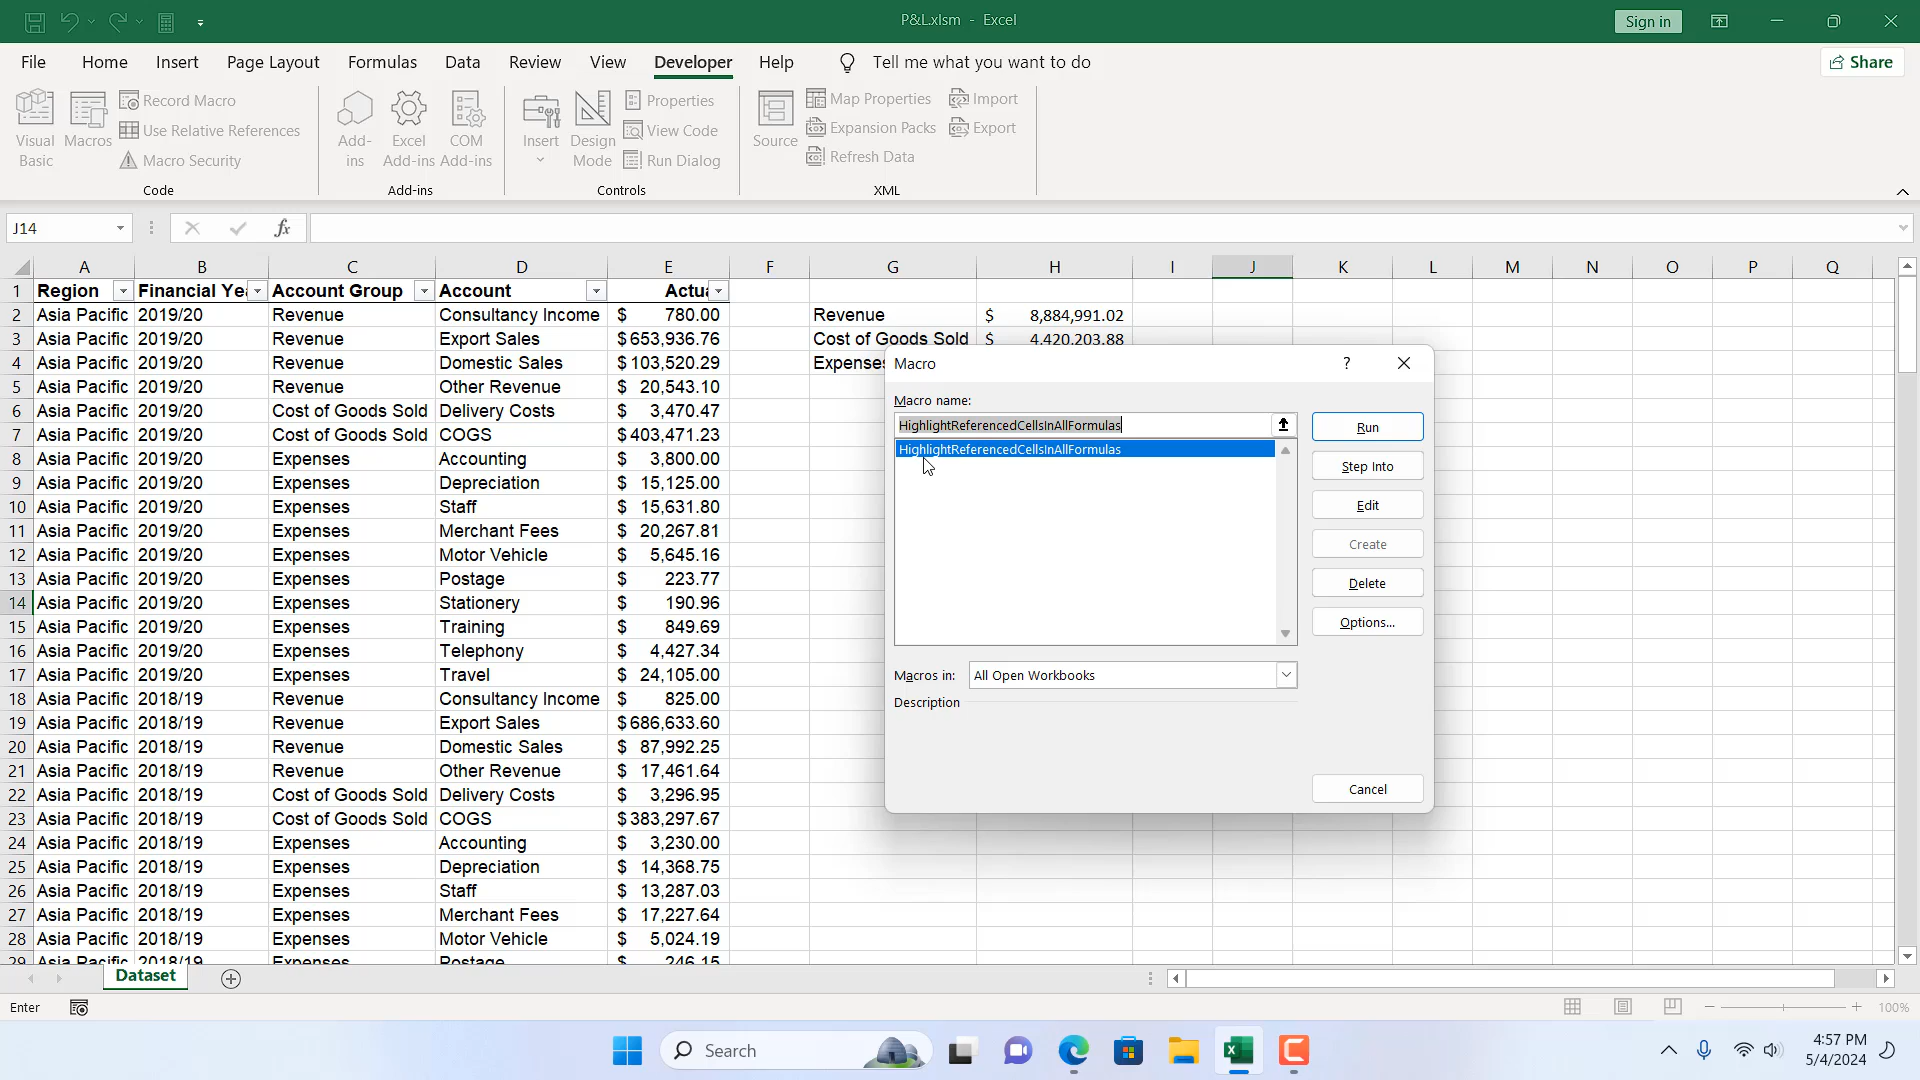 P&L.xlsm - Excel
Sign in
File Home Insert Page Layout Formulas Data Review View Developer Help Tell me what you want to do Share
Visual Basic
Macros
Record Macro
Use Relative References
Macro Security
Code
Add-ins
Excel Add-ins
COM Add-ins
Add-ins
Insert
Design Mode
Properties
View Code
Run Dialog
Controls
Source
Map Properties
Expansion Packs
Refresh Data
Import
Export
XML
J14 fx
A B C D E F G H I J K L M N O P Q
1 Region Financial Ye Account Group Account Actua
2 Asia Pacific 2019/20 Revenue Consultancy Income $ 780.00 Revenue $ 8,884,991.02
3 Asia Pacific 2019/20 Revenue Export Sales $653,936.76 Cost of Goods Sold $ 4,420,203.88
4 Asia Pacific 2019/20 Revenue Domestic Sales $103,520.29 Expenses
5 Asia Pacific 2019/20 Revenue Other Revenue $ 20,543.10
6 Asia Pacific 2019/20 Cost of Goods Sold Delivery Costs $ 3,470.47
7 Asia Pacific 2019/20 Cost of Goods Sold COGS $403,471.23
8 Asia Pacific 2019/20 Expenses Accounting $ 3,800.00
9 Asia Pacific 2019/20 Expenses Depreciation $ 15,125.00
10 Asia Pacific 2019/20 Expenses Staff $ 15,631.80
11 Asia Pacific 2019/20 Expenses Merchant Fees $ 20,267.81
12 Asia Pacific 2019/20 Expenses Motor Vehicle $ 5,645.16
13 Asia Pacific 2019/20 Expenses Postage $ 223.77
14 Asia Pacific 2019/20 Expenses Stationery $ 190.96
15 Asia Pacific 2019/20 Expenses Training $ 849.69
16 Asia Pacific 2019/20 Expenses Telephony $ 4,427.34
17 Asia Pacific 2019/20 Expenses Travel $ 24,105.00
18 Asia Pacific 2018/19 Revenue Consultancy Income $ 825.00
19 Asia Pacific 2018/19 Revenue Export Sales $686,633.60
20 Asia Pacific 2018/19 Revenue Domestic Sales $ 87,992.25
21 Asia Pacific 2018/19 Revenue Other Revenue $ 17,461.64
22 Asia Pacific 2018/19 Cost of Goods Sold Delivery Costs $ 3,296.95
23 Asia Pacific 2018/19 Cost of Goods Sold COGS $383,297.67
24 Asia Pacific 2018/19 Expenses Accounting $ 3,230.00
25 Asia Pacific 2018/19 Expenses Depreciation $ 14,368.75
26 Asia Pacific 2018/19 Expenses Staff $ 13,287.03
27 Asia Pacific 2018/19 Expenses Merchant Fees $ 17,227.64
28 Asia Pacific 2018/19 Expenses Motor Vehicle $ 5,024.19
29 Asia Pacific 2018/19 Expenses Postage $ 246.15
Macro ?
Macro name:
HighlightReferencedCellsInAllFormulas
HighlightReferencedCellsInAllFormulas
Run
Step Into
Edit
Create
Delete
Options...
Macros in: All Open Workbooks
Description
Cancel
Dataset
Enter 100%
Search
4:57 PM
5/4/2024